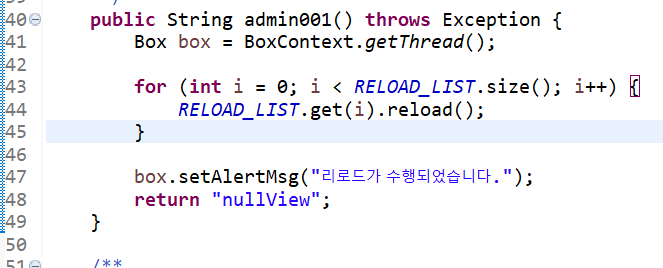 40 public String admin001() throws Exception {
41 Box box = BoxContext.getThread();
42
43 for (int i = 0; i < RELOAD_LIST.size(); i++) {
44 RELOAD_LIST.get(i).reload();
45 }
46
47 box.setAlertMsg("리로드가 수행되었습니다.");
48 return "nullView";
49 }
50
51 /**